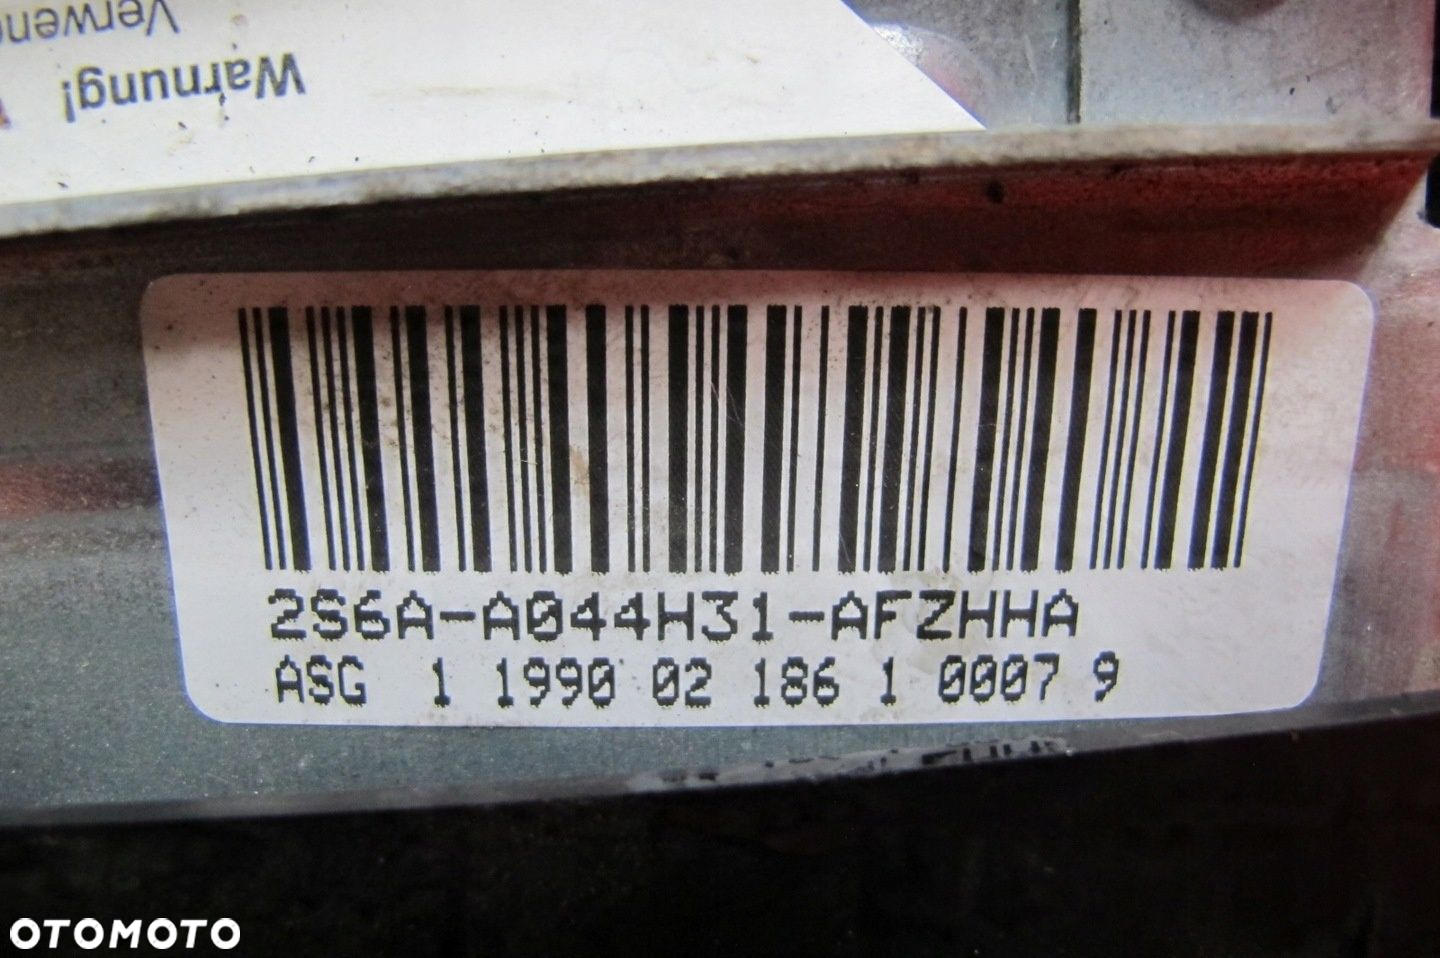 Warnung!
2S6A-A044H31-AFZHHA
ASG 1 1990 02 186 1 0007 9
OTOMOTO